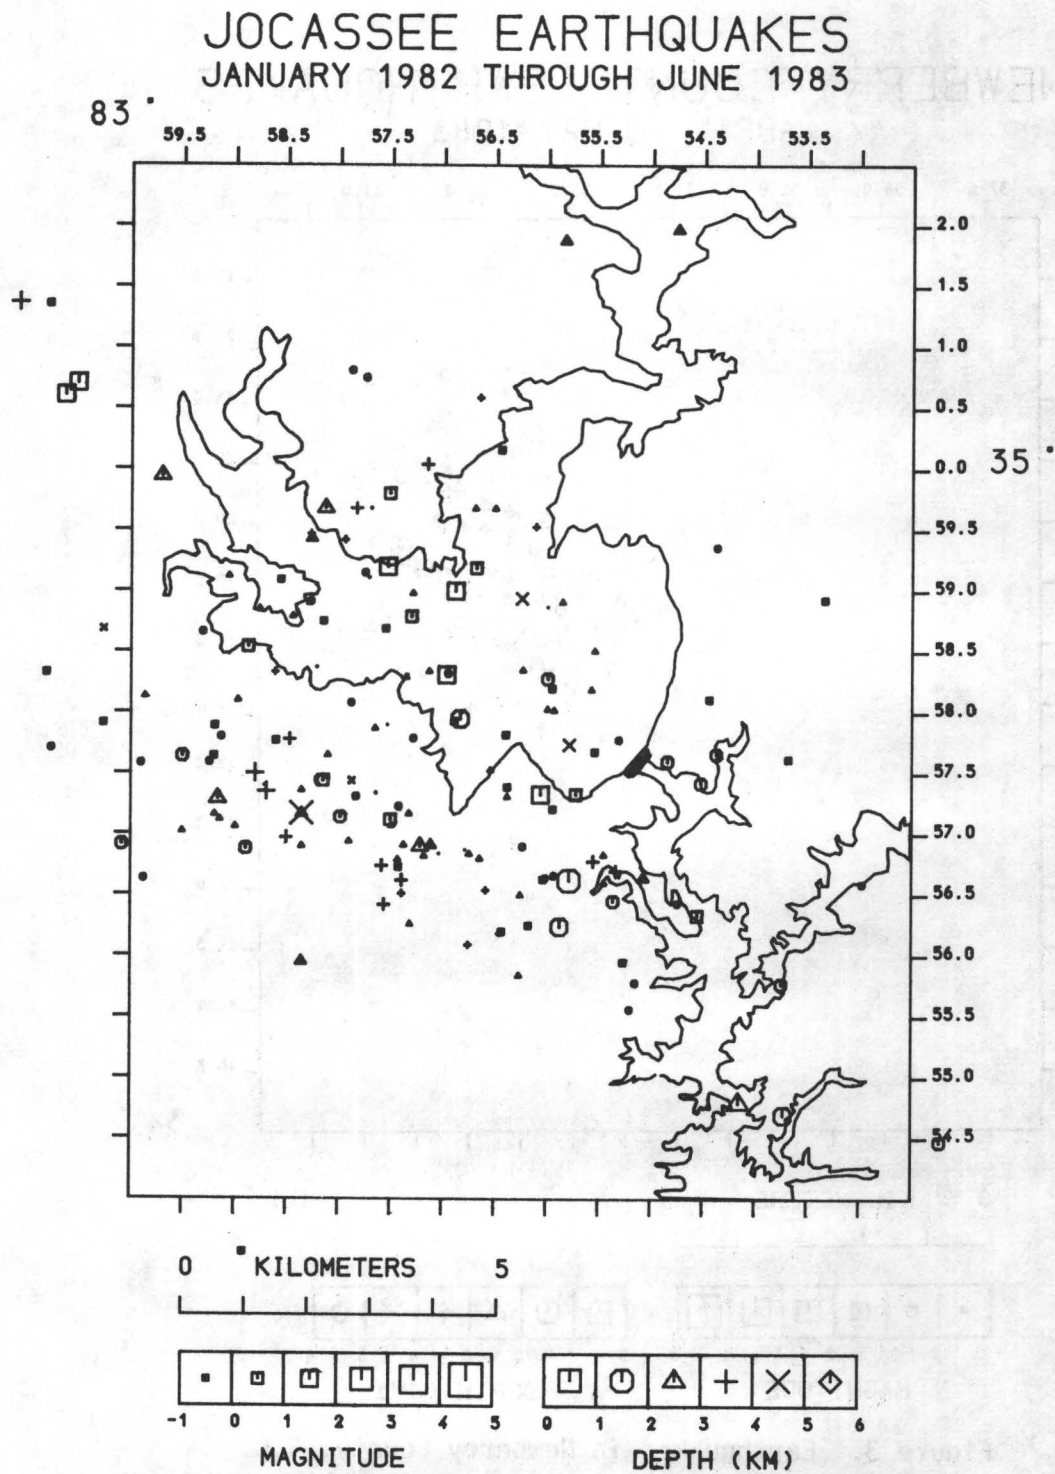 JOCASSEE EARTHQUAKES
JANUARY 1982 THROUGH JUNE 1983
83
59.5 58.5 57.5 56.5 55.5 54.5 53.5
2.0
1.5
1.0
0.5
0.0 35
59.5
59.0
58.5
58.0
57.5
57.0
56.5
56.0
55.5
55.0
54.5
0 KILOMETERS 5
-1 0 1 2 3 4 5
0 1 2 3 4 5 6
MAGNITUDE DEPTH (KM)